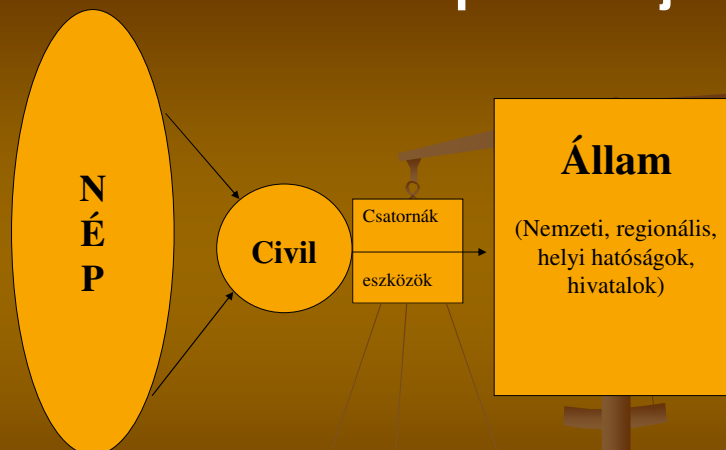 N
É
P
Civil
Csatornák
eszközök
Állam
(Nemzeti, regionális,
helyi hatóságok,
hivatalok)